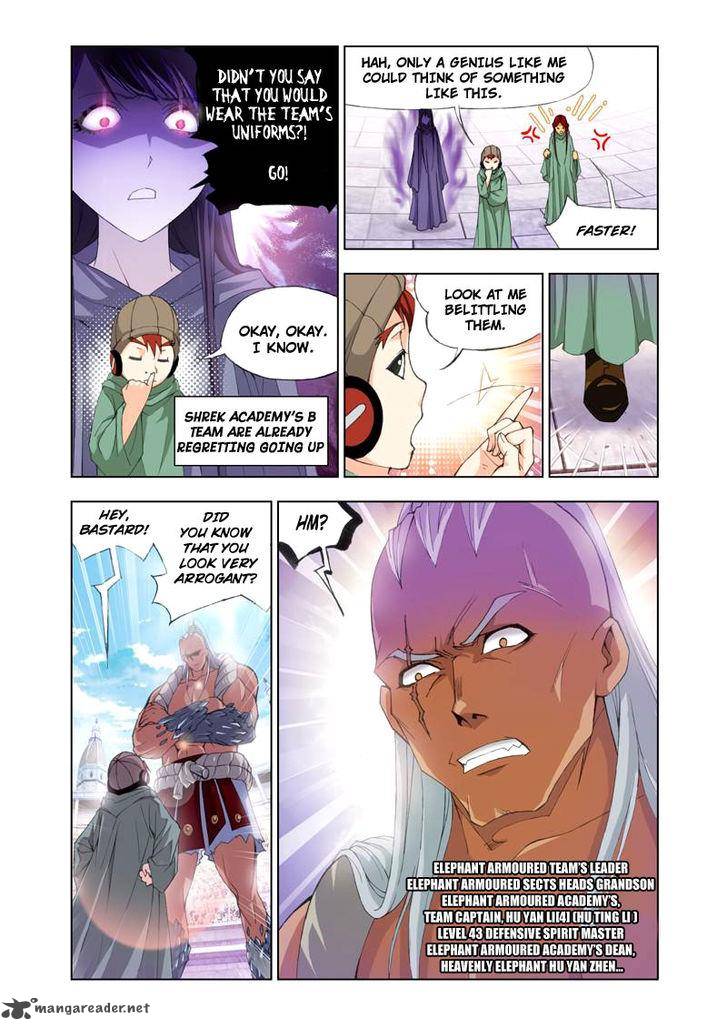 DIDN'T YOU SAY
THAT YOU WOULD
WEAR THE TEAM'S
UNIFORMS?!
GO!
OKAY, OKAY.
I KNOW.
SHREK ACADEMY'S B
TEAM ARE ALREADY
REGRETTING GOING UP
HAH, ONLY A GENIUS LIKE ME
COULD THINK OF SOMETHING
LIKE THIS.
FASTER!
LOOK AT ME
BELITTLING
THEM.
HEY,
BASTARD!
DID
YOU KNOW
THAT YOU
LOOK VERY
ARROGANT?
HM?
ELEPHANT ARMOURED TEAM'S LEADER
ELEPHANT ARMOURED SECTS HEADS GRANDSON
ELEPHANT ARMOURED ACADEMY'S,
TEAM CAPTAIN, HU YAN LI[4] (HU TING LI )
LEVEL 43 DEFENSIVE SPIRIT MASTER
ELEPHANT ARMOURED ACADEMY'S DEAN,
HEAVENLY ELEPHANT HU YAN ZHEN...
mangareader.net